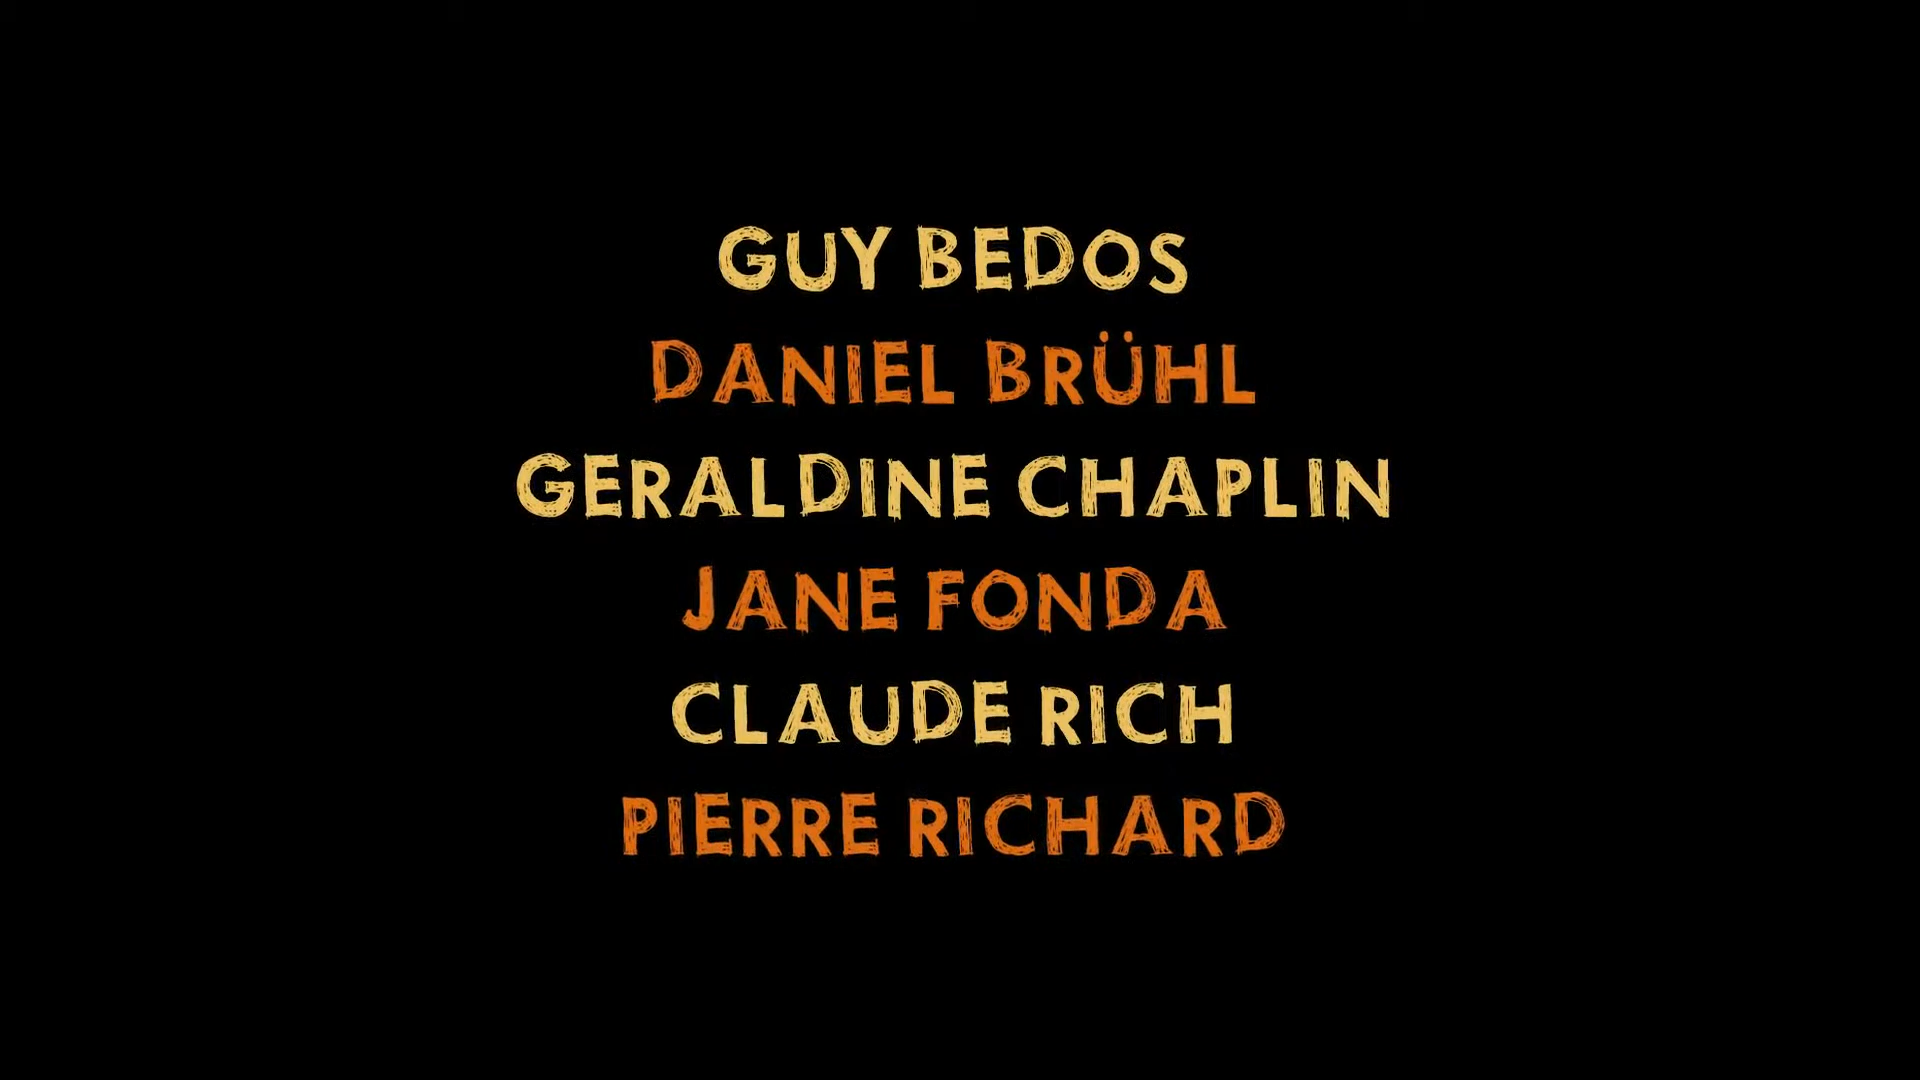 GUY BEDOS
DANIEL BRÜHL
GERALDINE CHAPLIN
JANE FONDA
CLAUDE RICH
PIERRE RICHARD